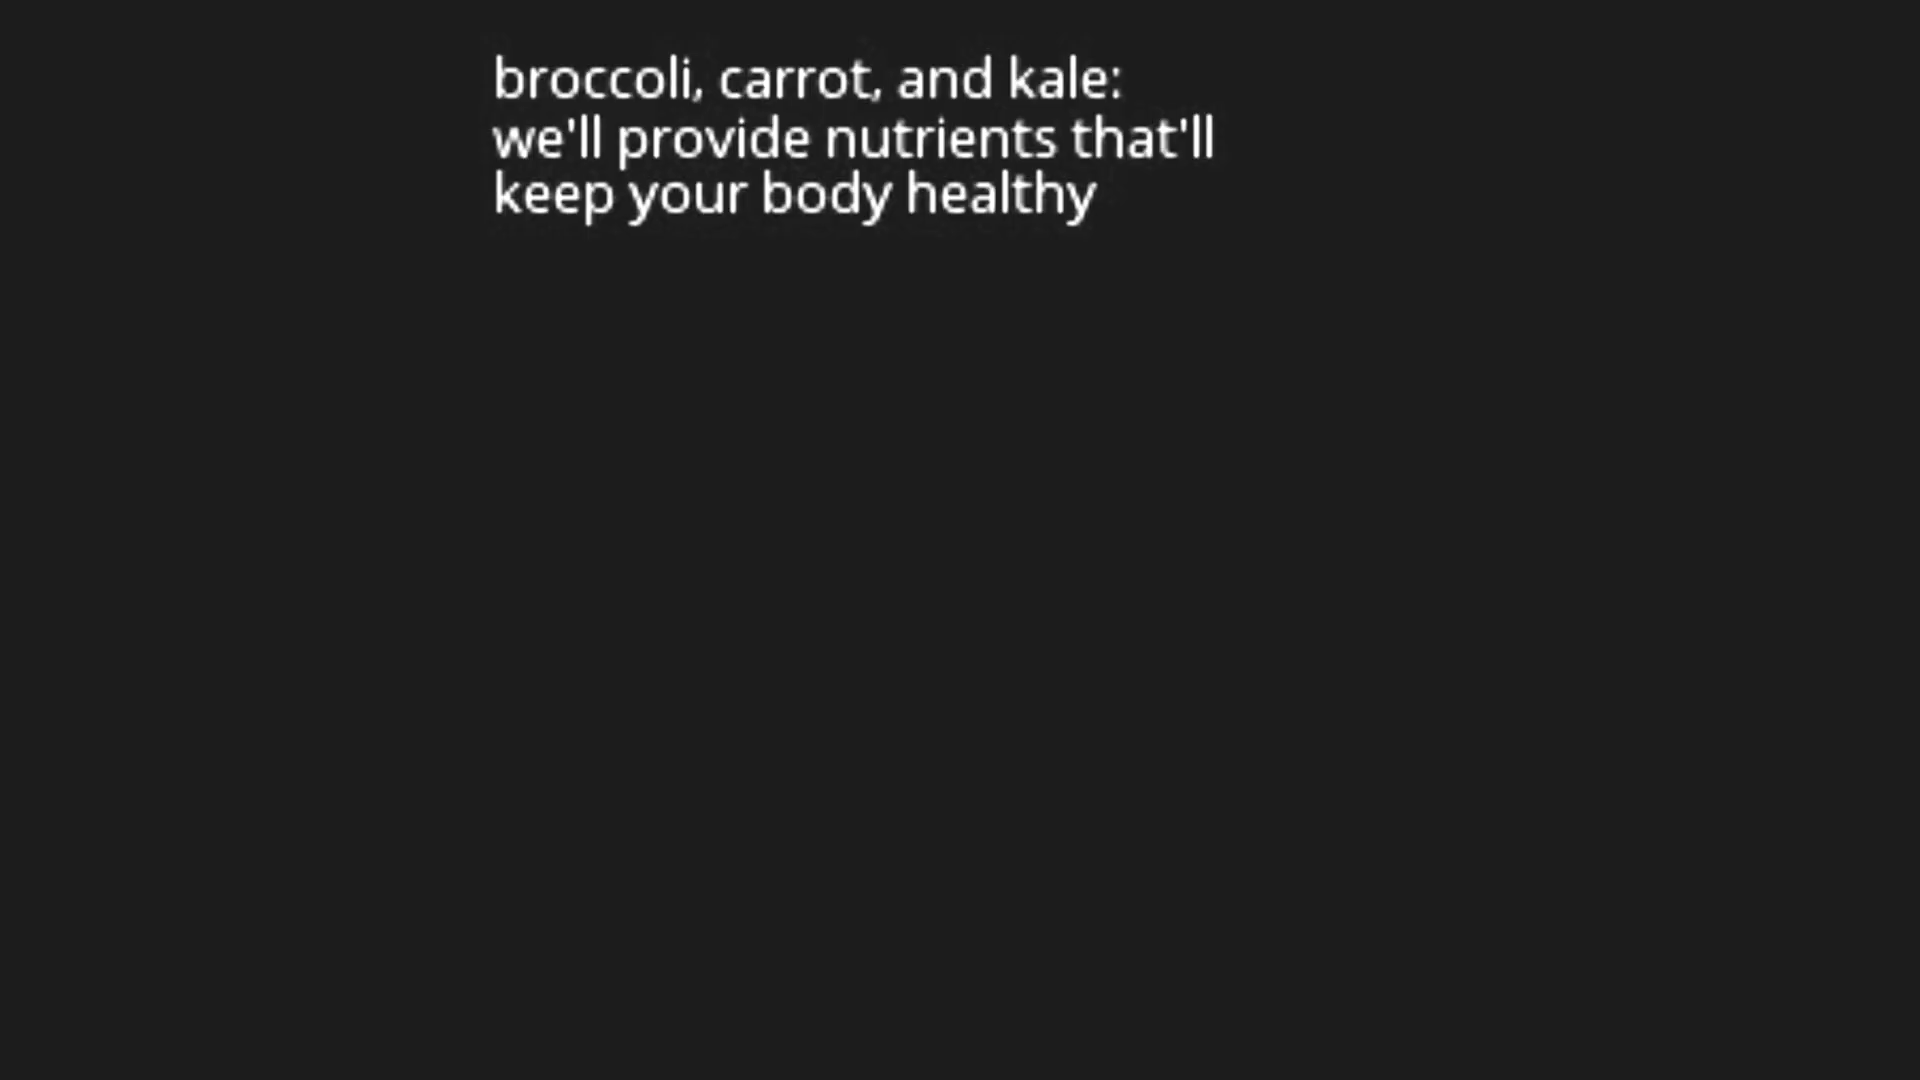 broccoli, carrot, and kale:
we'll provide nutrients that'll
keep your body healthy